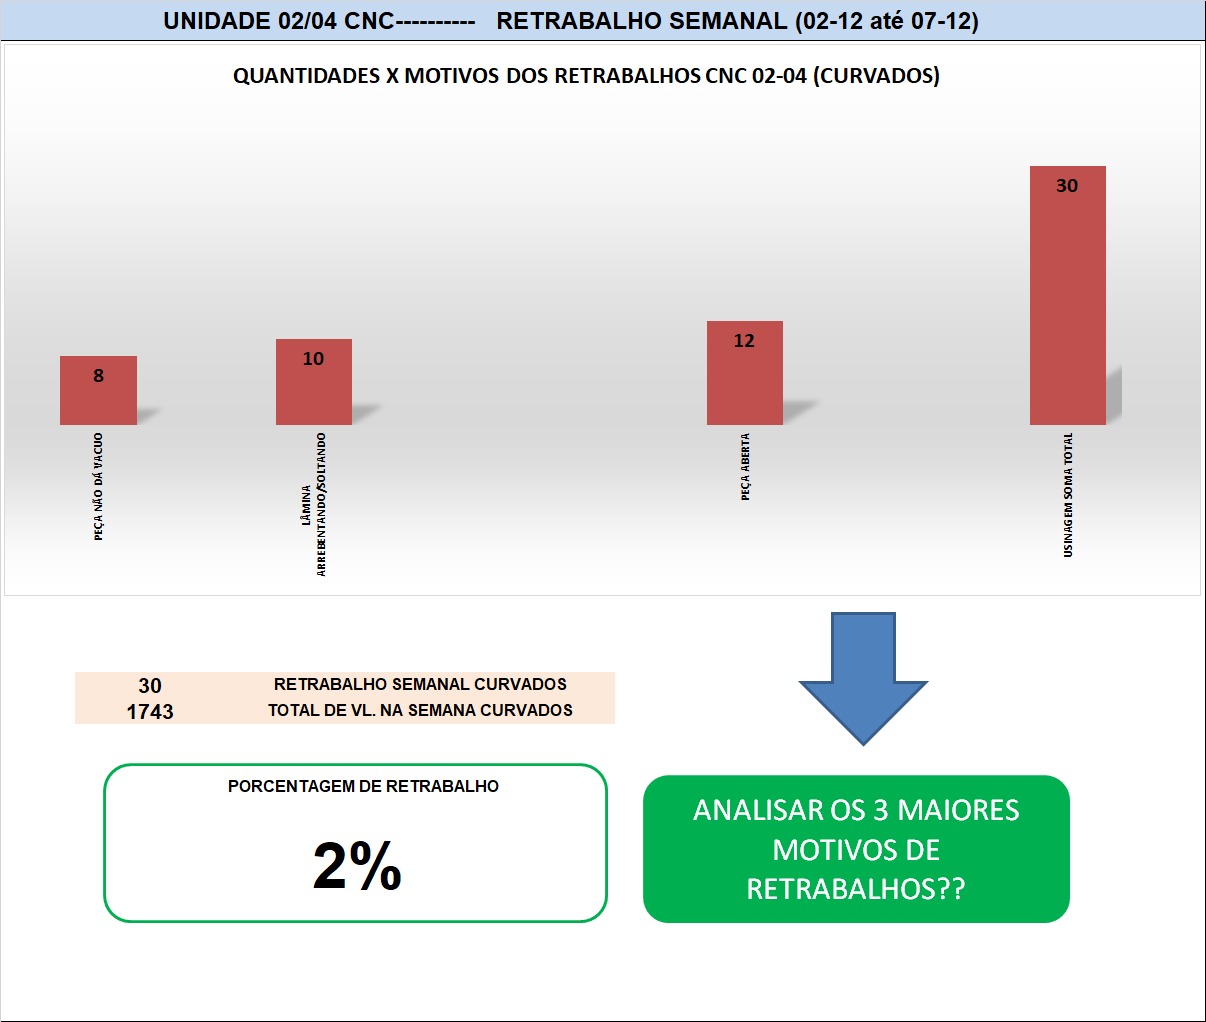 UNIDADE 02/04 CNC---------- RETRABALHO SEMANAL (02-12 até 07-12)
QUANTIDADES X MOTIVOS DOS RETRABALHOS CNC 02-04 (CURVADOS)
8
10
12
30
PEÇA NÃO DÁ VACUO
LÂMINA
ARREBENTANDO/SOLTANDO
PEÇA ABERTA
USINAGEM SOMA TOTAL
30 RETRABALHO SEMANAL CURVADOS
1743 TOTAL DE VL. NA SEMANA CURVADOS
PORCENTAGEM DE RETRABALHO
2%
ANALISAR OS 3 MAIORES
MOTIVOS DE
RETRABALHOS??